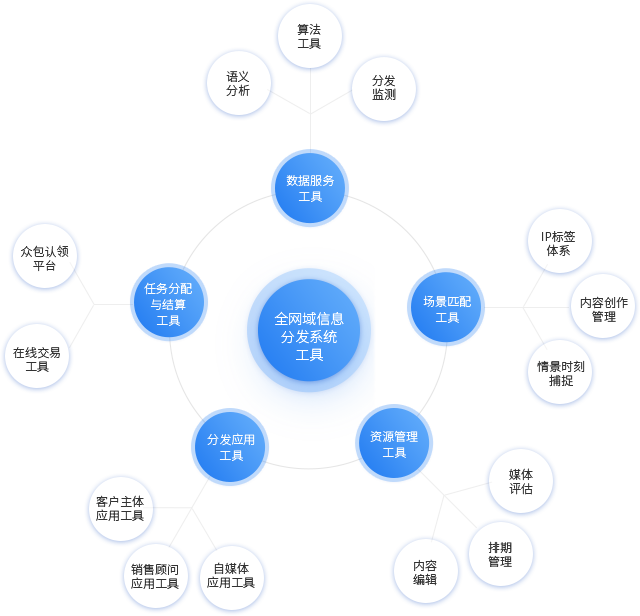 算法
工具
语义
分析
分发
监测
数据服务
工具
众包认领
平台
IP标签
体系
任务分配
与结算
工具
场景匹配
工具
内容创作
管理
全网域信息
分发系统
工具
在线交易
工具
情景时刻
捕捉
分发应用
工具
资源管理
工具
媒体
评估
客户主体
应用工具
排期
管理
销售顾问
应用工具
自媒体
应用工具
内容
编辑